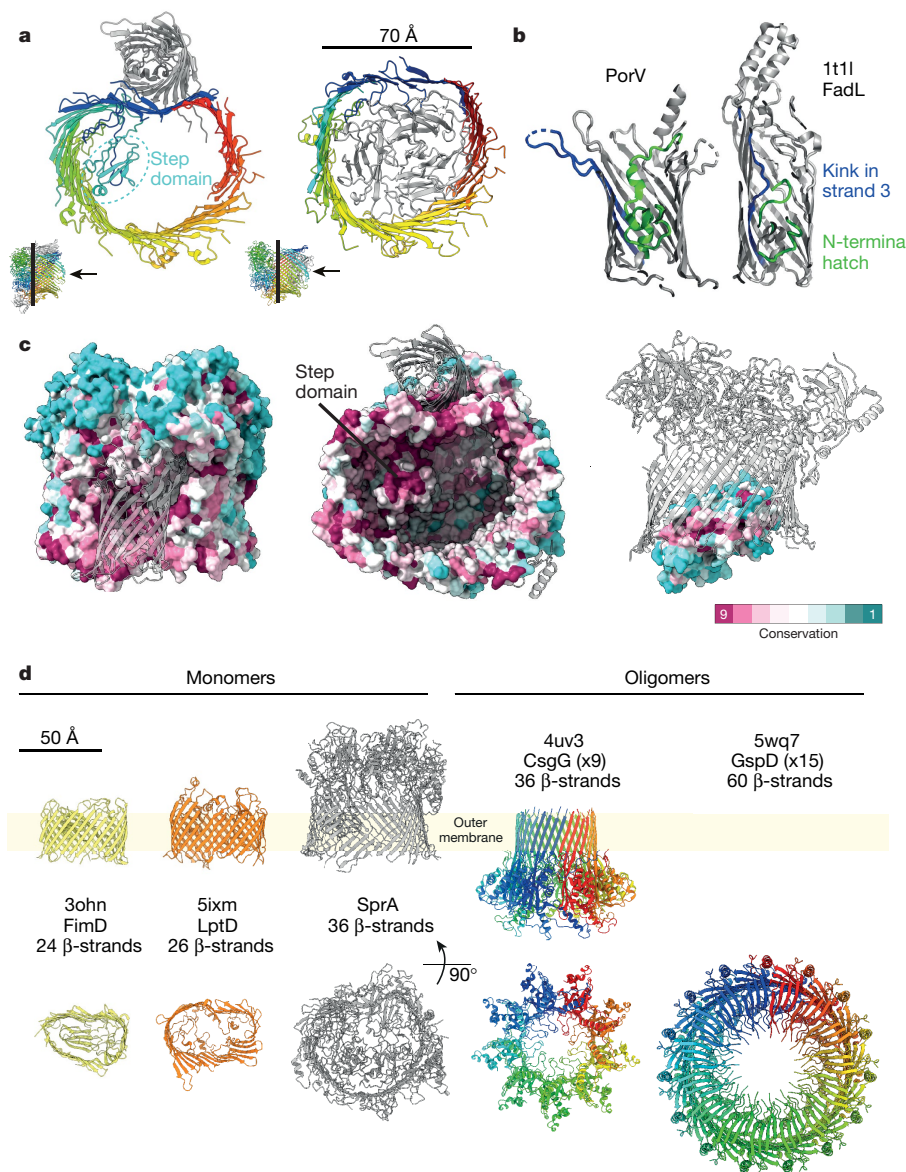 a
70 Å
Step
domain
b
PorV
1t1l
FadL
Kink in
strand 3
N-termina
hatch
c
Step
domain
9
1
Conservation
d
Monomers
Oligomers
50 Å
4uv3
CsgG (x9)
36 β-strands
5wq7
GspD (x15)
60 β-strands
Outer
membrane
3ohn
FimD
24 β-strands
5ixm
LptD
26 β-strands
SprA
36 β-strands
90°